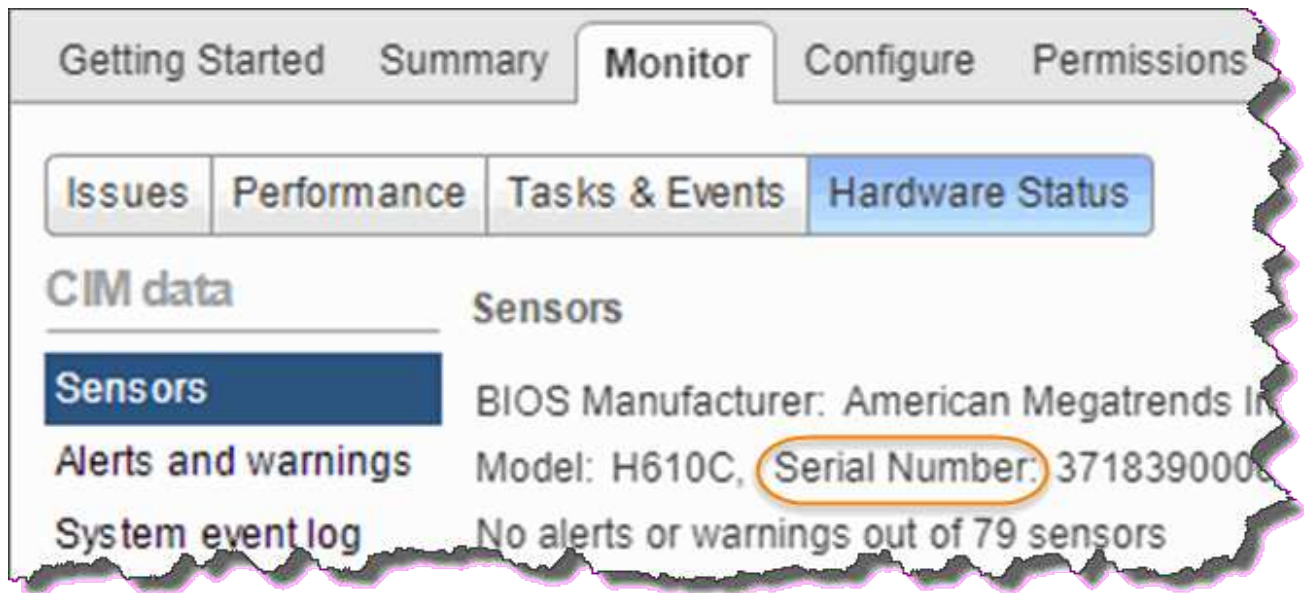 Getting Started Summary Monitor Configure Permissions
Issues Performance Tasks & Events Hardware Status
CIM data
Sensors
Sensors
Alerts and warnings
System event log
BIOS Manufacturer: American Megatrends
Model: H610C, Serial Number:
No alerts or warnings out of 79 sensors